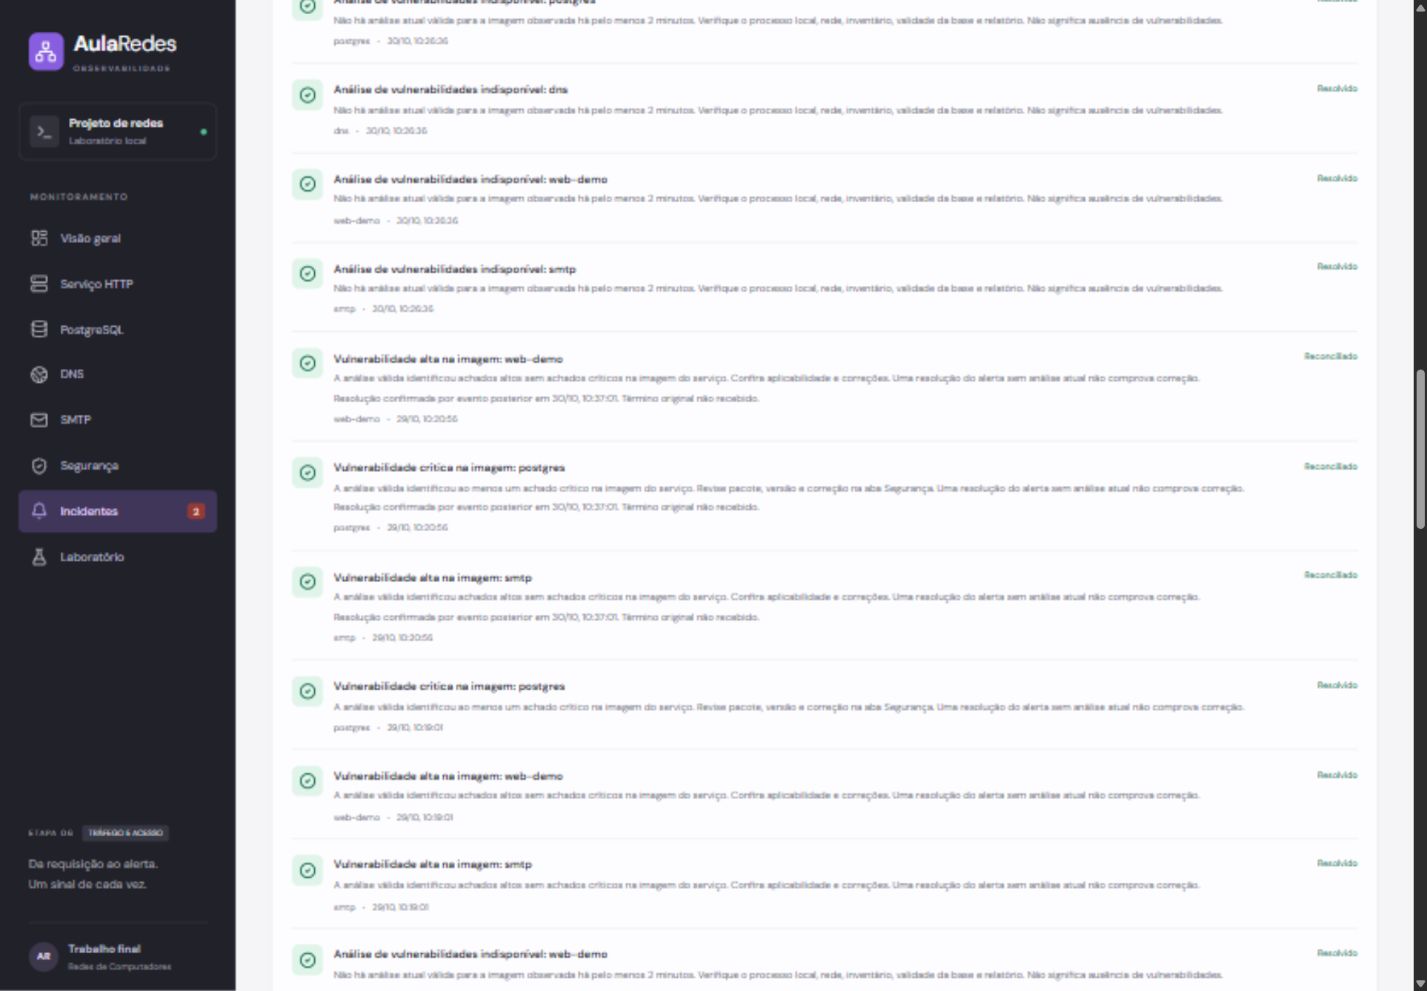 AulaRedes
OBSERVABILIDADE
Projeto de redes
Laboratório local
MONITORAMENTO
Visão geral
Serviço HTTP
PostgreSQL
DNS
SMTP
Segurança
Incidentes
2
Laboratório
ETAPA 06 TRÁFEGO & ACESSO
Da requisição ao alerta.
Um sinal de cada vez.
AR
Trabalho final
Redes de Computadores
Análise de vulnerabilidades indisponível: postgres
Resolvido
Não há análise atual válida para a imagem observada há pelo menos 2 minutos. Verifique o processo local, rede, inventário, validade da base e relatório. Não significa ausência de vulnerabilidades.
postgres • 30/10, 10:26:36
Análise de vulnerabilidades indisponível: dns
Resolvido
Não há análise atual válida para a imagem observada há pelo menos 2 minutos. Verifique o processo local, rede, inventário, validade da base e relatório. Não significa ausência de vulnerabilidades.
dns • 30/10, 10:26:36
Análise de vulnerabilidades indisponível: web-demo
Resolvido
Não há análise atual válida para a imagem observada há pelo menos 2 minutos. Verifique o processo local, rede, inventário, validade da base e relatório. Não significa ausência de vulnerabilidades.
web-demo • 30/10, 10:26:36
Análise de vulnerabilidades indisponível: smtp
Resolvido
Não há análise atual válida para a imagem observada há pelo menos 2 minutos. Verifique o processo local, rede, inventário, validade da base e relatório. Não significa ausência de vulnerabilidades.
smtp • 30/10, 10:26:36
Vulnerabilidade alta na imagem: web-demo
Reconciliado
A análise válida identificou achados altos sem achados críticos na imagem do serviço. Confira aplicabilidade e correções. Uma resolução do alerta sem análise atual não comprova correção.
Resolução confirmada por evento posterior em 30/10, 10:37:01. Término original não recebido.
web-demo • 29/10, 10:20:56
Vulnerabilidade crítica na imagem: postgres
Reconciliado
A análise válida identificou ao menos um achado crítico na imagem do serviço. Revise pacote, versão e correção na aba Segurança. Uma resolução do alerta sem análise atual não comprova correção.
Resolução confirmada por evento posterior em 30/10, 10:37:01. Término original não recebido.
postgres • 29/10, 10:20:56
Vulnerabilidade alta na imagem: smtp
Reconciliado
A análise válida identificou achados altos sem achados críticos na imagem do serviço. Confira aplicabilidade e correções. Uma resolução do alerta sem análise atual não comprova correção.
Resolução confirmada por evento posterior em 30/10, 10:37:01. Término original não recebido.
smtp • 29/10, 10:20:56
Vulnerabilidade crítica na imagem: postgres
Resolvido
A análise válida identificou ao menos um achado crítico na imagem do serviço. Revise pacote, versão e correção na aba Segurança. Uma resolução do alerta sem análise atual não comprova correção.
postgres • 29/10, 10:19:01
Vulnerabilidade alta na imagem: web-demo
Resolvido
A análise válida identificou achados altos sem achados críticos na imagem do serviço. Confira aplicabilidade e correções. Uma resolução do alerta sem análise atual não comprova correção.
web-demo • 29/10, 10:19:01
Vulnerabilidade alta na imagem: smtp
Resolvido
A análise válida identificou achados altos sem achados críticos na imagem do serviço. Confira aplicabilidade e correções. Uma resolução do alerta sem análise atual não comprova correção.
smtp • 29/10, 10:19:01
Análise de vulnerabilidades indisponível: web-demo
Resolvido
Não há análise atual válida para a imagem observada há pelo menos 2 minutos. Verifique o processo local, rede, inventário, validade da base e relatório. Não significa ausência de vulnerabilidades.